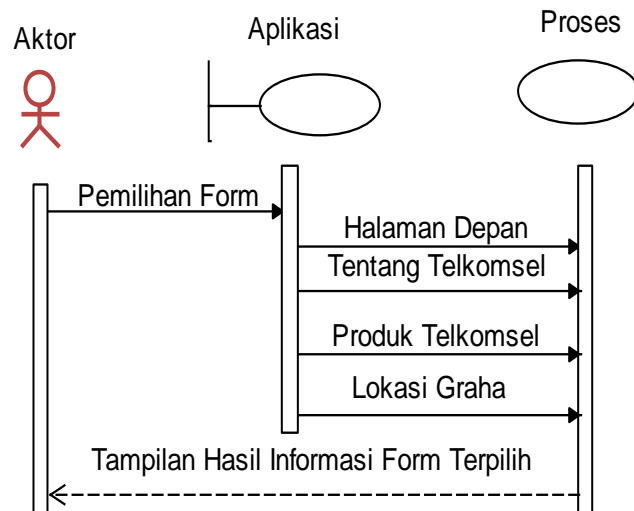 Aktor
Aplikasi
Proses
Pemilihan Form
Halaman Depan
Tentang Telkomsel
Produk Telkomsel
Lokasi Graha
Tampilan Hasil Informasi Form Terpilih